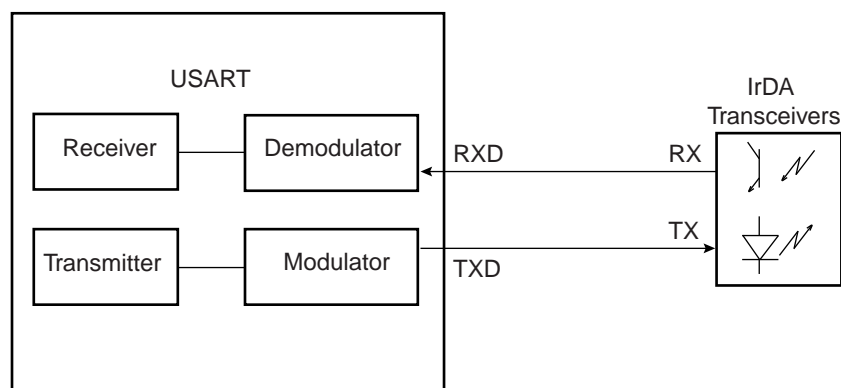 USART
IrDA
Transceivers
Receiver
Demodulator
RXD
RX
Transmitter
Modulator
TXD
TX